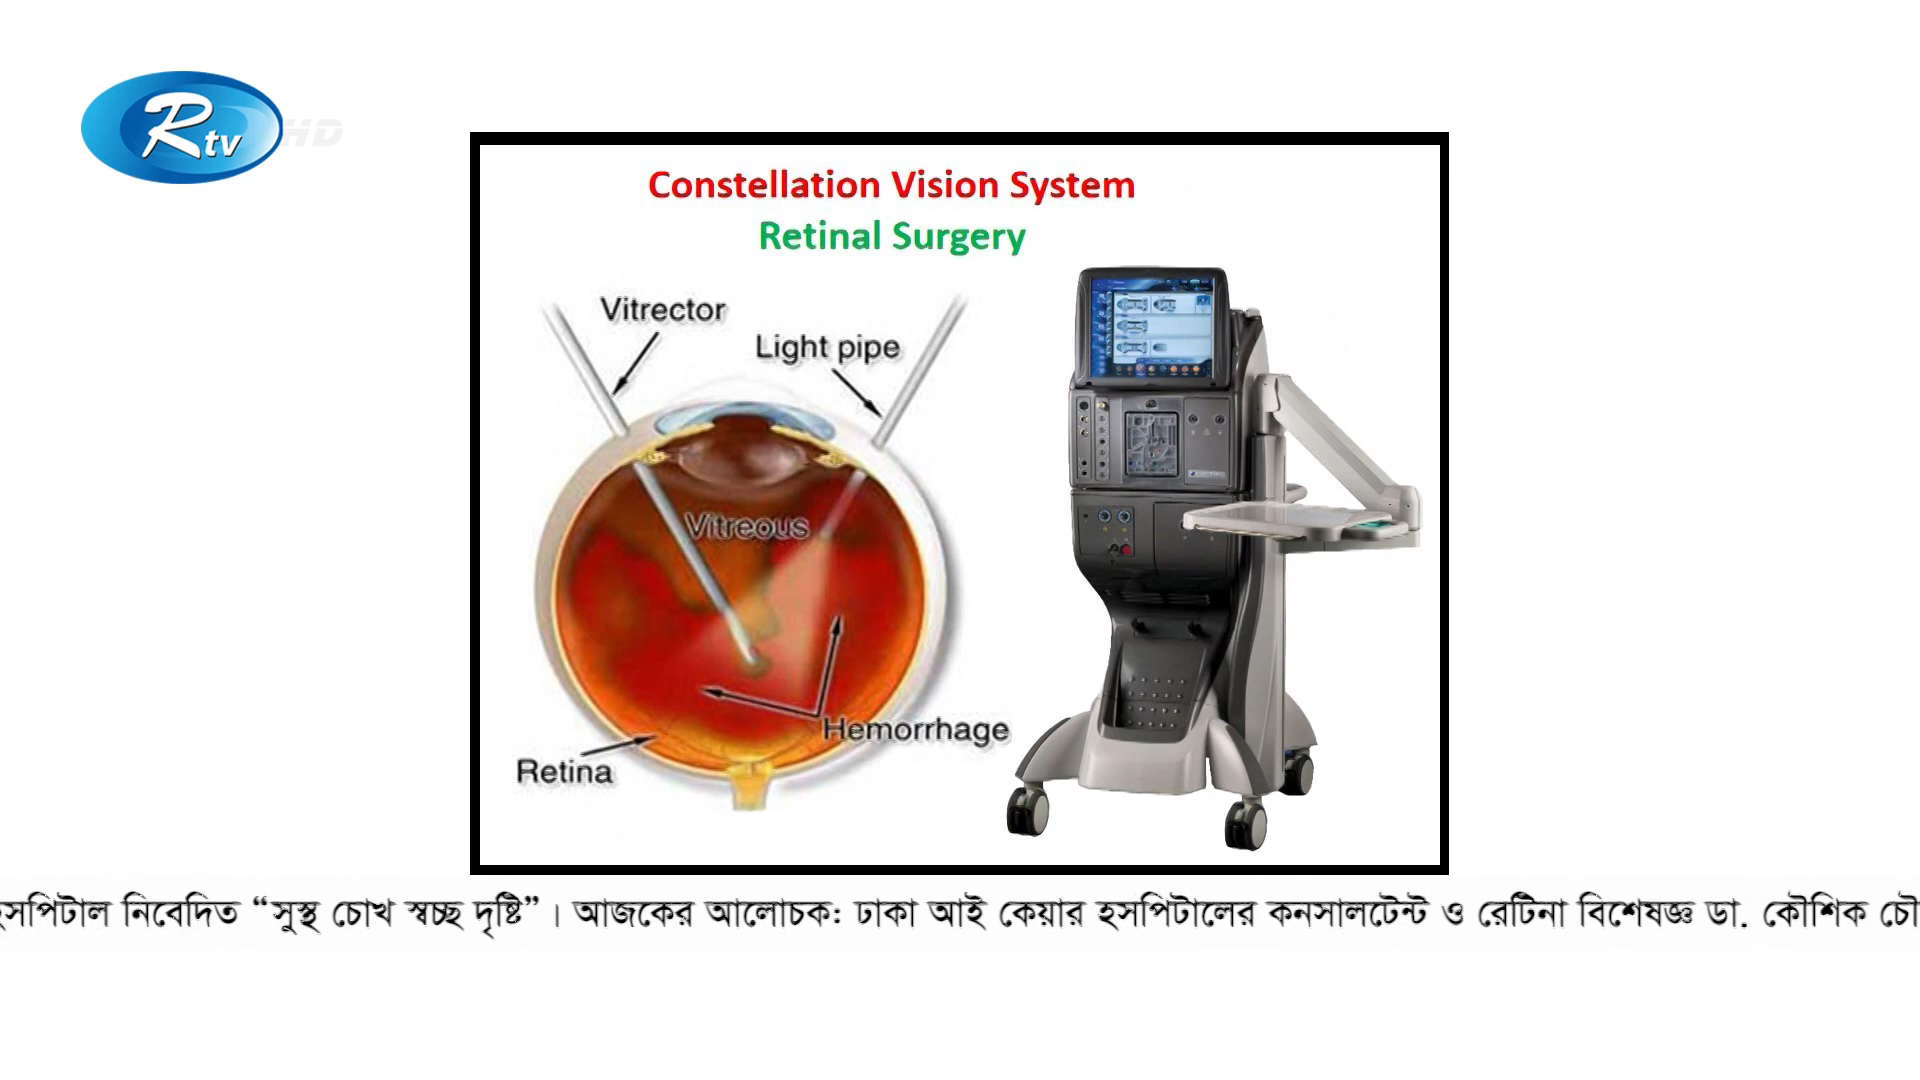 Rtv HD
Constellation Vision System
Retinal Surgery
Vitrector
Light pipe
Vitreous
Hemorrhage
Retina
নিবেদিত “সুস্থ চোখ স্বচ্ছ দৃষ্টি” । আজকের আলোচক: ঢাকা আই কেয়ার হসপিটালের কনসালটেন্ট ও রেটিনা বিশেষজ্ঞ ডা. কৌশিক